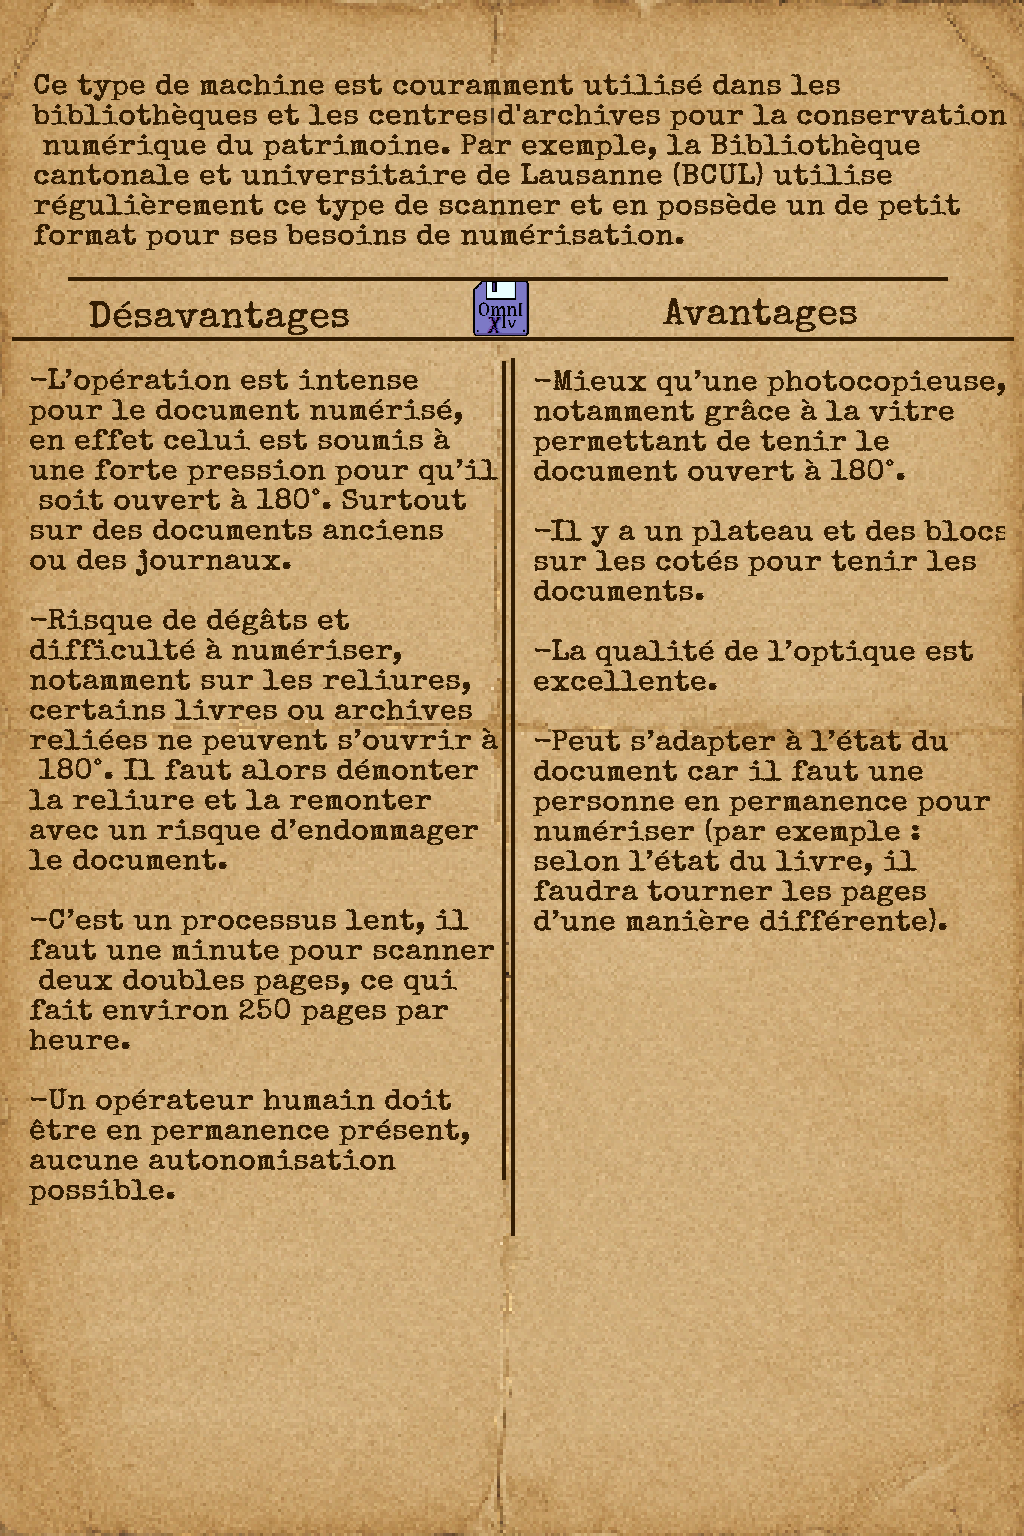 Ce type de machine est couramment utilisé dans les
bibliothèques et les centres d'archives pour la conservation
numérique du patrimoine. Par exemple, la Bibliothèque
cantonale et universitaire de Lausanne (BCUL) utilise
régulièrement ce type de scanner et en possède un de petit
format pour ses besoins de numérisation.
Désavantages
OmnI
XIv
Avantages
-L'opération est intense
pour le document numérisé,
en effet celui est soumis à
une forte pression pour qu'il
soit ouvert à 180°. Surtout
sur des documents anciens
ou des journaux.
-Risque de dégâts et
difficulté à numériser,
notamment sur les reliures,
certains livres ou archives
reliées ne peuvent s'ouvrir à
180°. Il faut alors démonter
la reliure et la remonter
avec un risque d'endommager
le document.
-C'est un processus lent, il
faut une minute pour scanner
deux doubles pages, ce qui
fait environ 250 pages par
heure.
-Un opérateur humain doit
être en permanence présent,
aucune autonomisation
possible.
-Mieux qu'une photocopieuse,
notamment grâce à la vitre
permettant de tenir le
document ouvert à 180°.
-Il y a un plateau et des blocs
sur les cotés pour tenir les
documents.
-La qualité de l'optique est
excellente.
-Peut s'adapter à l'état du
document car il faut une
personne en permanence pour
numériser (par exemple :
selon l'état du livre, il
faudra tourner les pages
d'une manière différente).